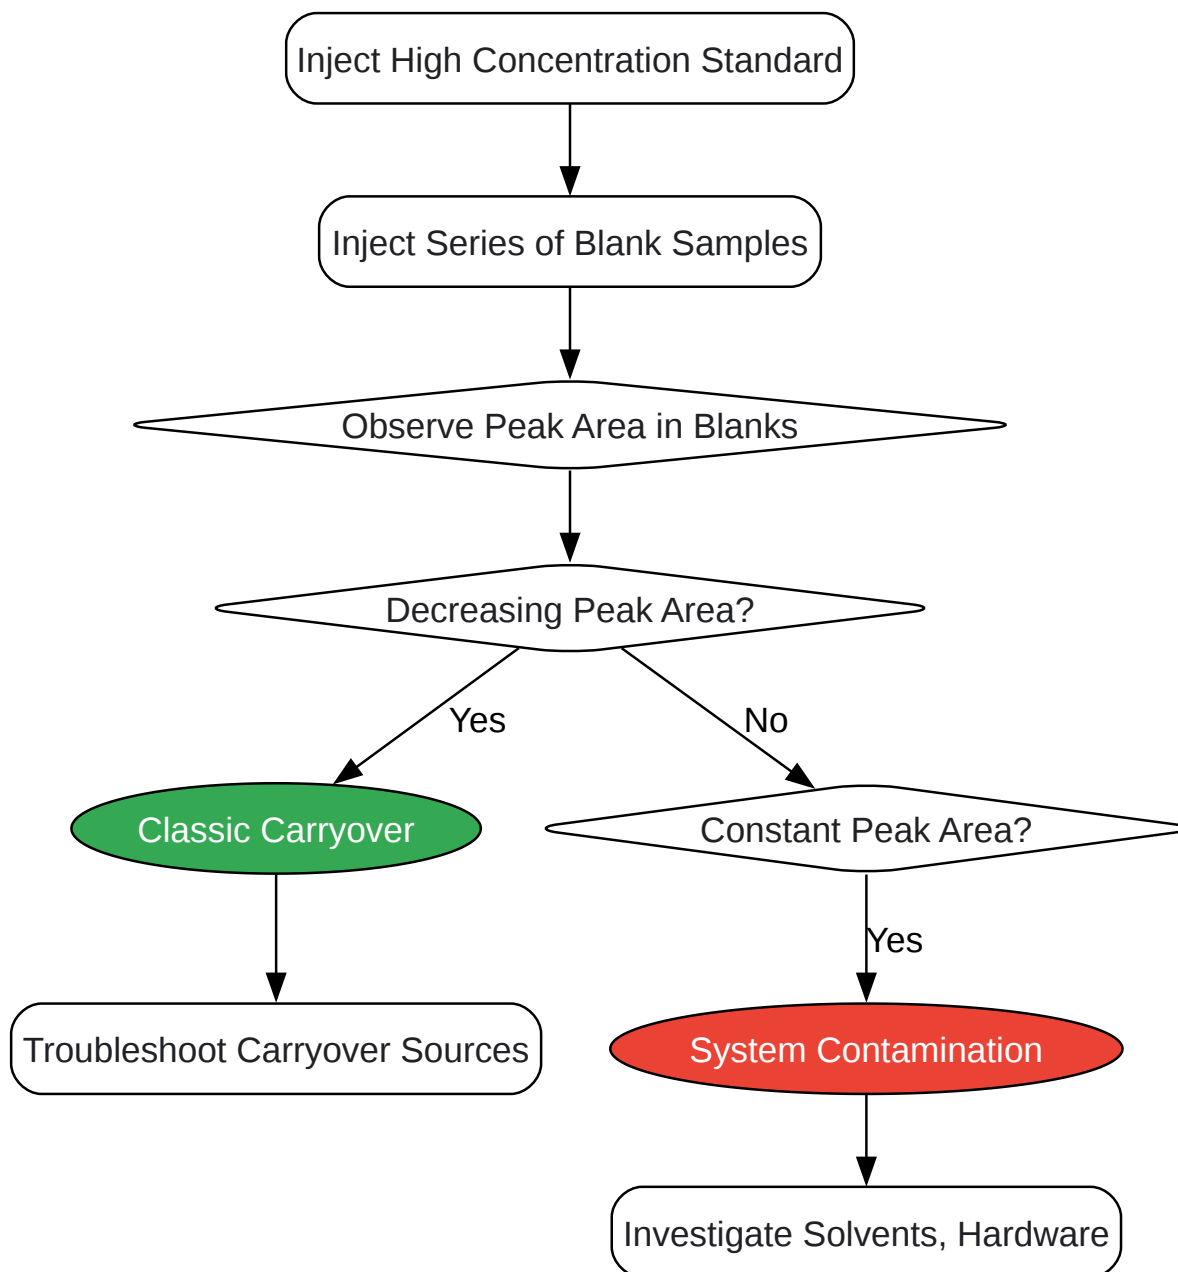 Inject High Concentration Standard
Inject Series of Blank Samples
Observe Peak Area in Blanks
Decreasing Peak Area?
Yes
No
Classic Carryover
Constant Peak Area?
Yes
Troubleshoot Carryover Sources
System Contamination
Investigate Solvents, Hardware